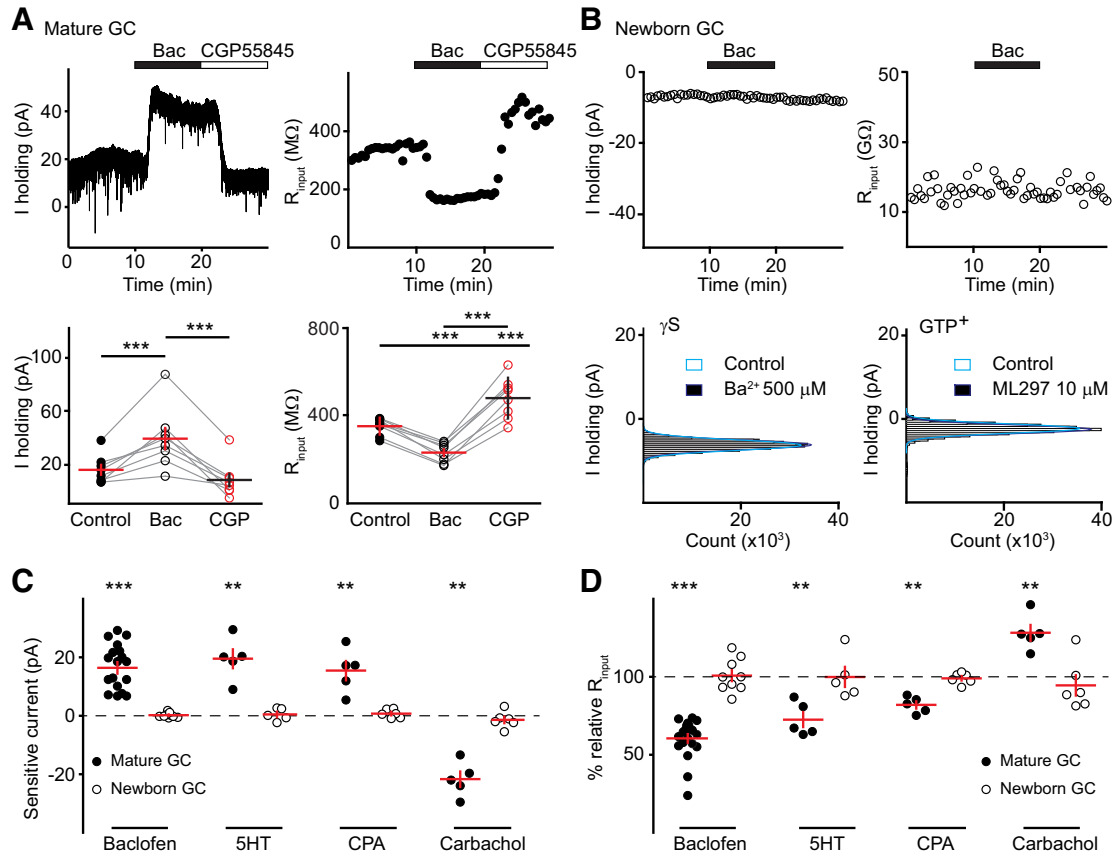 A Mature GC
Bac CGP55845
I holding (pA)
40
20
0
0 10 20
Time (min)
R input (MΩ)
400
200
0
0 10 20
Time (min)
B Newborn GC
Bac
I holding (pA)
0
-20
-40
10 20
Time (min)
Bac
R input (GΩ)
50
10
10 20
Time (min)
*** ***
I holding (pA)
100
60
20
Control Bac CGP
***
*** ***
R input (MΩ)
800
400
0
Control Bac CGP
γS
Control
Ba2+ 500 μM
I holding (pA)
20
0
20 40
Count (x10³)
GTP+
Control
ML297 10 μM
I holding (pA)
20
0
20 40
Count (x10³)
C
*** ** ** **
Sensitive current (pA)
20
0
-20
Mature GC
Newborn GC
Baclofen 5HT CPA Carbachol
D
*** ** ** **
% relative R input
100
50
Mature GC
Newborn GC
Baclofen 5HT CPA Carbachol